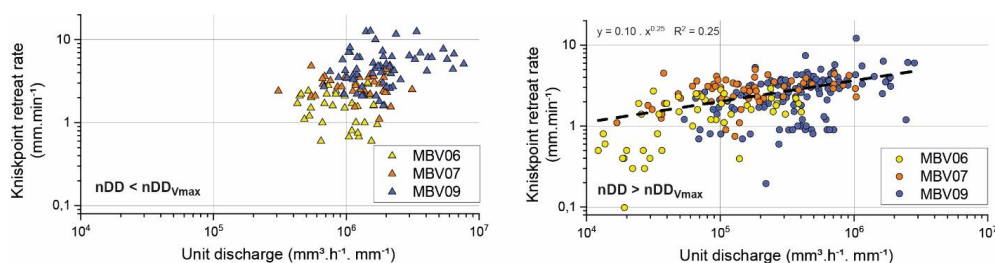 Kniskpoint retreat rate
(mm.min⁻¹)
10
1
0,1
nDD < nDD_Vmax
MBV06
MBV07
MBV09
10⁴
10⁵
10⁶
10⁷
Unit discharge (mm³.h⁻¹. mm⁻¹)
Kniskpoint retreat rate
(mm.min⁻¹)
y = 0.10 . x^0.25 R² = 0.25
10
1
0,1
nDD > nDD_Vmax
MBV06
MBV07
MBV09
10⁴
10⁵
10⁶
10⁷
Unit discharge (mm³.h⁻¹. mm⁻¹)